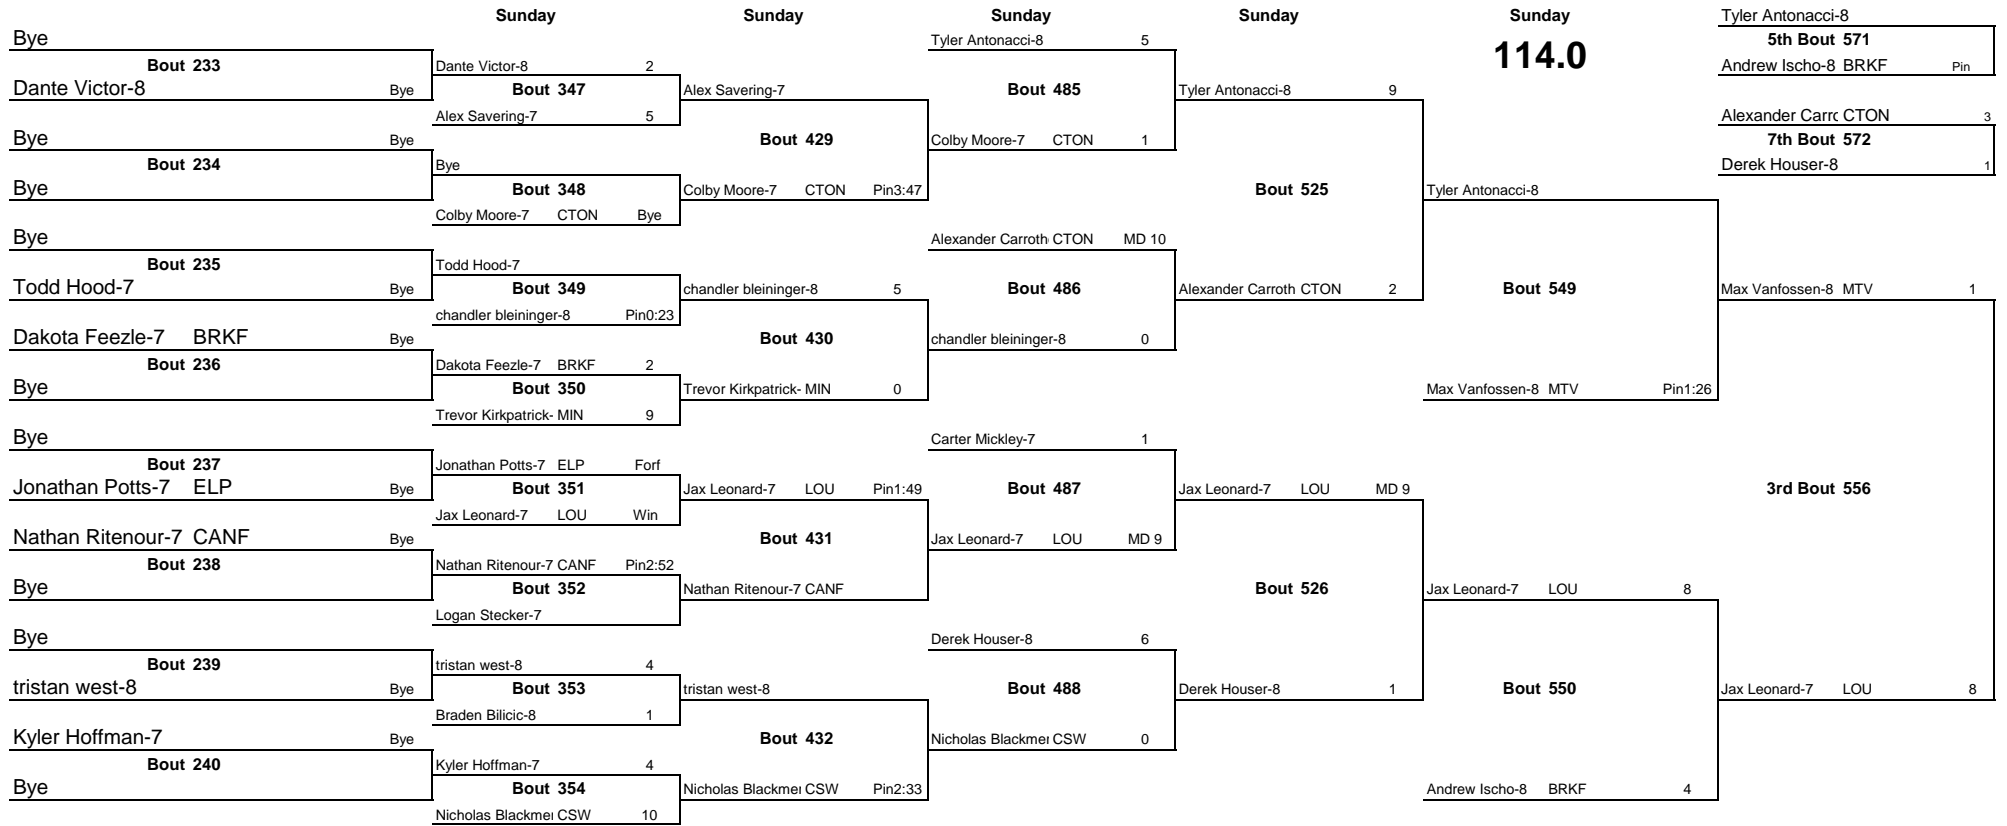 Sunday Sunday Sunday Sunday Sunday
114.0
Bye
Bout 233
Dante Victor-8 Bye
Bye Bye
Bout 234
Bye
Bye
Bout 235
Todd Hood-7 Bye
Dakota Feezle-7 BRKF Bye
Bout 236
Bye
Bye
Bout 237
Jonathan Potts-7 ELP Bye
Nathan Ritenour-7 CANF Bye
Bout 238
Bye
Bye
Bout 239
tristan west-8 Bye
Kyler Hoffman-7 Bye
Bout 240
Bye
Dante Victor-8 2
Bout 347
Alex Savering-7 5
Bye
Bout 348
Colby Moore-7 CTON Bye
Todd Hood-7
Bout 349
chandler bleininger-8 Pin0:23
Dakota Feezle-7 BRKF 2
Bout 350
Trevor Kirkpatrick- MIN 9
Jonathan Potts-7 ELP Forf
Bout 351
Jax Leonard-7 LOU Win
Nathan Ritenour-7 CANF Pin2:52
Bout 352
Logan Stecker-7
tristan west-8 4
Bout 353
Braden Bilicic-8 1
Kyler Hoffman-7 4
Bout 354
Nicholas Blackmer CSW 10
Alex Savering-7
Bout 429
Colby Moore-7 CTON Pin3:47
chandler bleininger-8 5
Bout 430
Trevor Kirkpatrick- MIN 0
Jax Leonard-7 LOU Pin1:49
Bout 431
Nathan Ritenour-7 CANF
tristan west-8
Bout 432
Nicholas Blackmer CSW Pin2:33
Tyler Antonacci-8 5
Bout 485
Colby Moore-7 CTON 1
Alexander Carroth CTON MD 10
Bout 486
chandler bleininger-8 0
Carter Mickley-7 1
Bout 487
Jax Leonard-7 LOU MD 9
Derek Houser-8 6
Bout 488
Nicholas Blackmer CSW 0
Tyler Antonacci-8 9
Bout 525
Alexander Carroth CTON 2
Jax Leonard-7 LOU MD 9
Bout 526
Derek Houser-8 1
Tyler Antonacci-8
Bout 549
Max Vanfossen-8 MTV Pin1:26
Jax Leonard-7 LOU 8
Bout 550
Andrew Ischo-8 BRKF 4
Tyler Antonacci-8
5th Bout 571
Andrew Ischo-8 BRKF Pin
Alexander Carrc CTON 3
7th Bout 572
Derek Houser-8 1
Max Vanfossen-8 MTV 1
3rd Bout 556
Jax Leonard-7 LOU 8